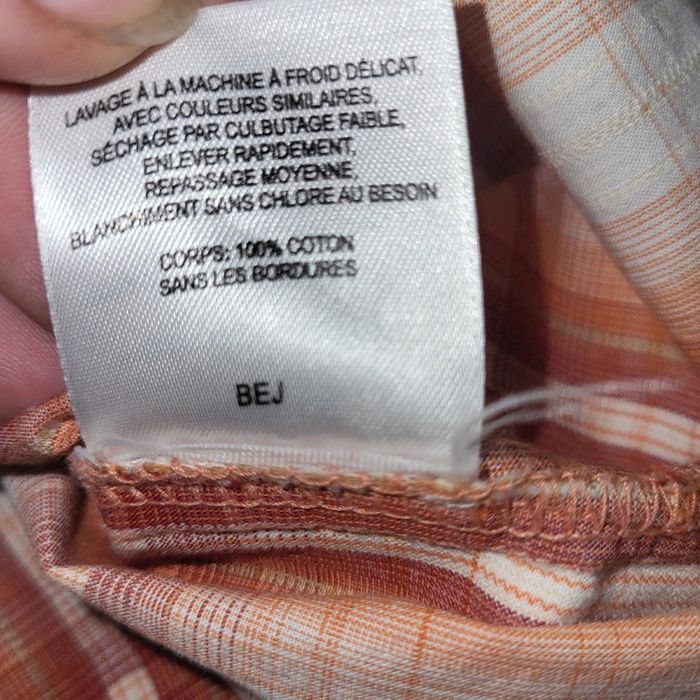 LAVAGE À LA MACHINE À FROID DÉLICAT,
AVEC COULEURS SIMILAIRES,
SÉCHAGE PAR CULBUTAGE FAIBLE,
ENLEVER RAPIDEMENT,
REPASSAGE MOYENNE,
BLANCHIMENT SANS CHLORE AU BESOIN
CORPS: 100% COTON
SANS LES BORDURES
BEJ